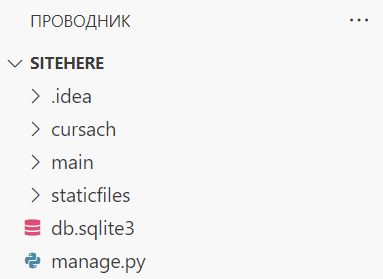 ПРОВОДНИК
SITEHERE
.idea
cursach
main
staticfiles
db.sqlite3
manage.py